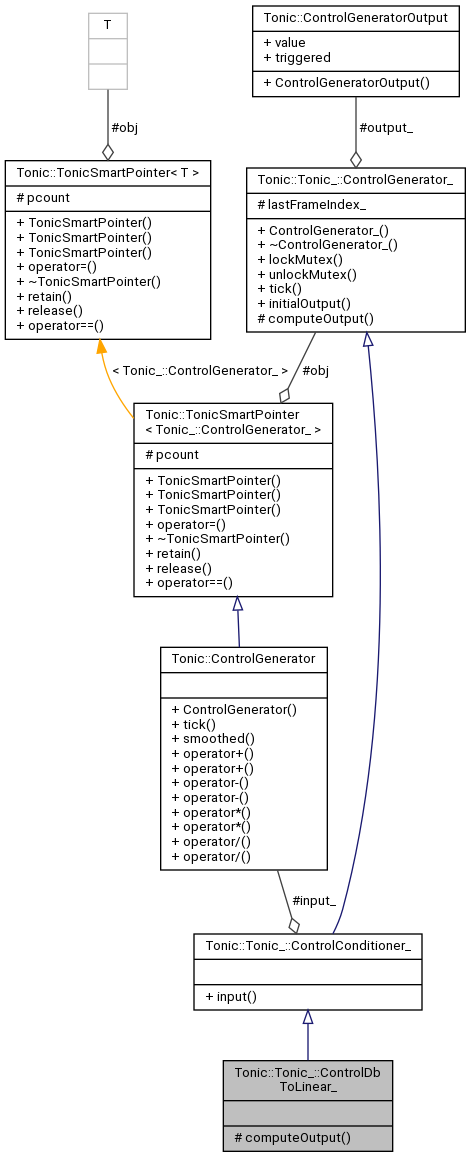 T
#obj
Tonic::ControlGeneratorOutput
+ value
+ triggered
+ ControlGeneratorOutput()
#output_
Tonic::TonicSmartPointer< T >
# pcount
+ TonicSmartPointer()
+ TonicSmartPointer()
+ TonicSmartPointer()
+ operator=()
+ ~TonicSmartPointer()
+ retain()
+ release()
+ operator==()
Tonic::Tonic_::ControlGenerator_
# lastFrameIndex_
+ ControlGenerator_()
+ ~ControlGenerator_()
+ lockMutex()
+ unlockMutex()
+ tick()
+ initialOutput()
# computeOutput()
< Tonic_::ControlGenerator_ >
#obj
Tonic::TonicSmartPointer
< Tonic_::ControlGenerator_ >
# pcount
+ TonicSmartPointer()
+ TonicSmartPointer()
+ TonicSmartPointer()
+ operator=()
+ ~TonicSmartPointer()
+ retain()
+ release()
+ operator==()
Tonic::ControlGenerator
+ ControlGenerator()
+ tick()
+ smoothed()
+ operator+()
+ operator+()
+ operator-()
+ operator-()
+ operator*()
+ operator*()
+ operator/()
+ operator/()
#input_
Tonic::Tonic_::ControlConditioner_
+ input()
Tonic::Tonic_::ControlDb
ToLinear_
# computeOutput()